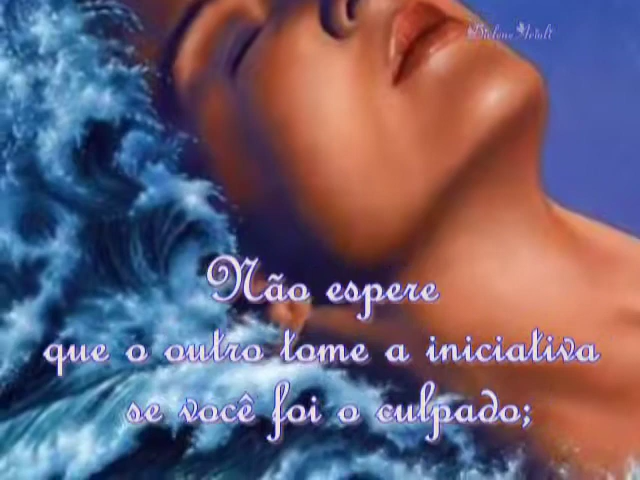 Não espere
que o outro tome a iniciativa
se você foi o culpado;